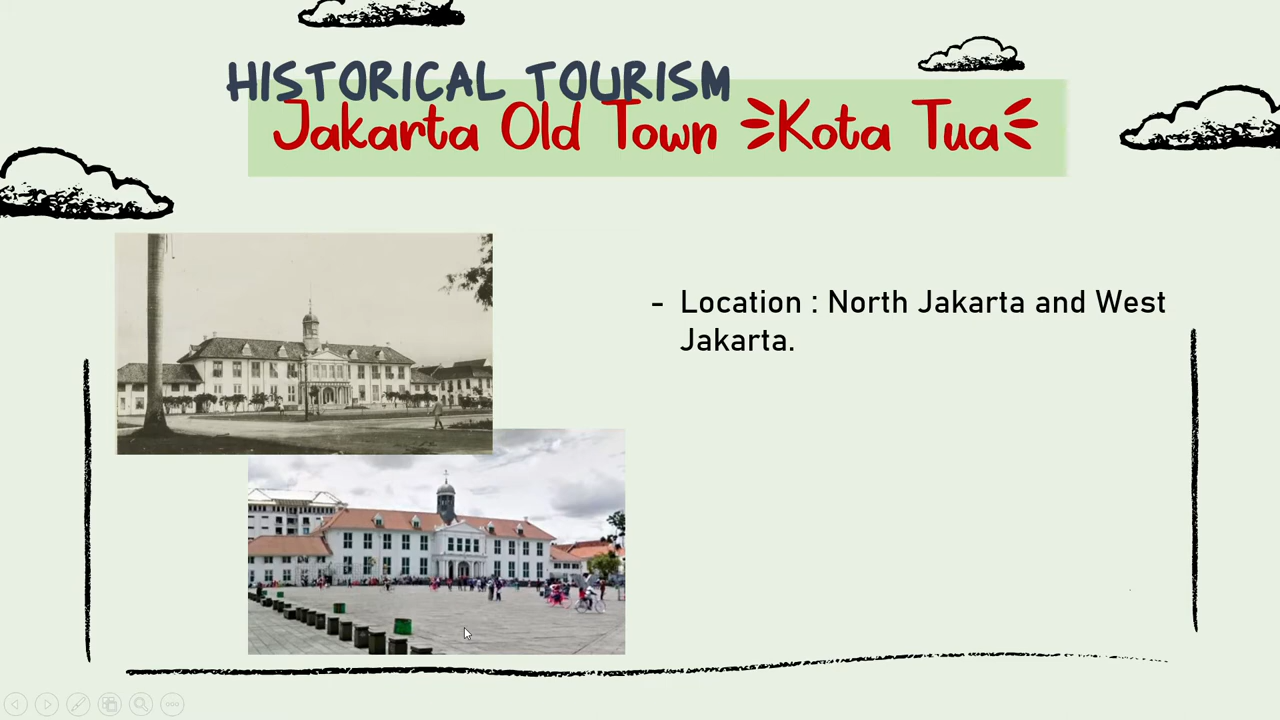 HISTORICAL TOURISM
Jakarta Old Town Kota Tua
- Location : North Jakarta and West
Jakarta.